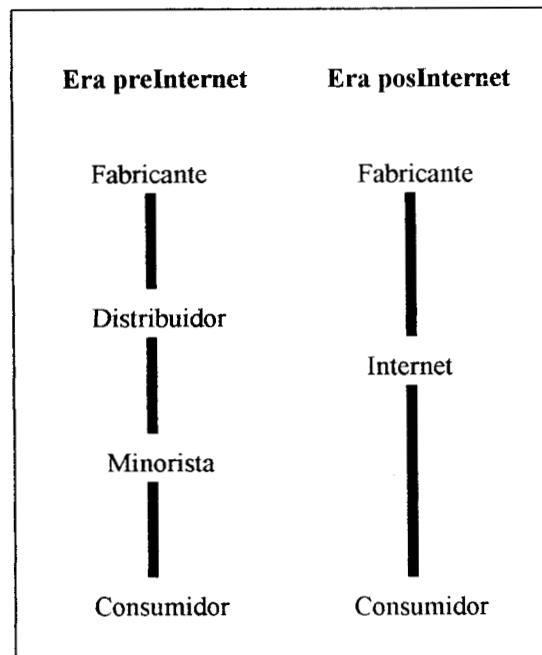 Era preInternet
Fabricante
Distribuidor
Minorista
Consumidor
Era posInternet
Fabricante
Internet
Consumidor